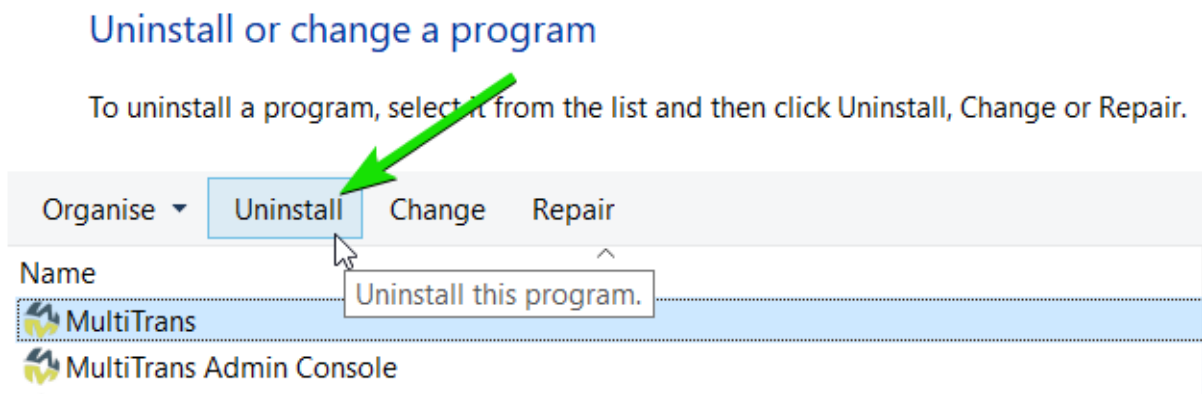 Uninstall or change a program
To uninstall a program, select it from the list and then click Uninstall, Change or Repair.
Organise Uninstall Change Repair
Name
Uninstall this program.
MultiTrans
MultiTrans Admin Console